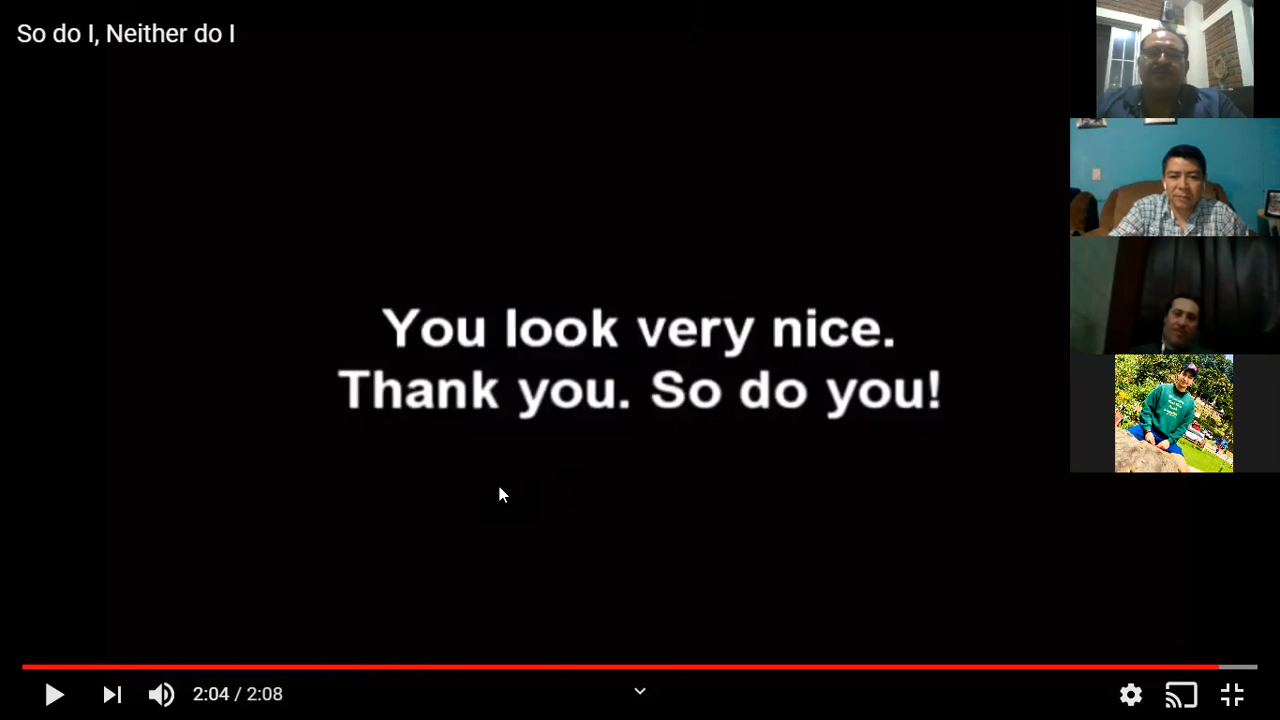 So do I, Neither do I
You look very nice.
Thank you. So do you!
2:04 / 2:08